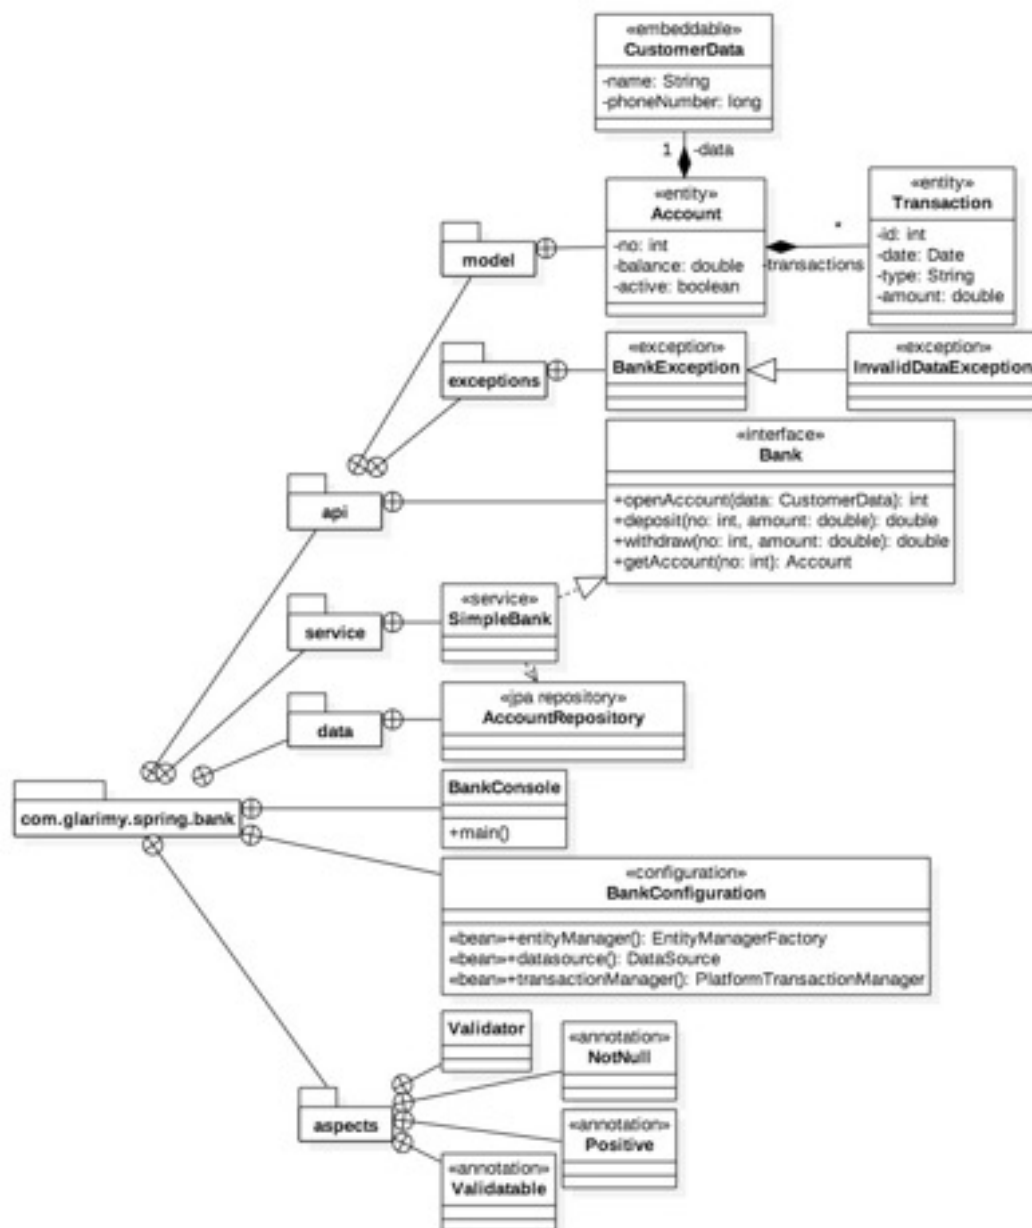 «embeddable»
CustomerData
-name: String
-phoneNumber: long
1 -data
«entity»
Account
-no: int
-balance: double
-active: boolean
*
-transactions
«entity»
Transaction
-id: int
-date: Date
-type: String
-amount: double
model
exceptions
«exception»
BankException
«exception»
InvalidDataException
«interface»
Bank
+openAccount(data: CustomerData): int
+deposit(no: int, amount: double): double
+withdraw(no: int, amount: double): double
+getAccount(no: int): Account
api
service
«service»
SimpleBank
data
«jpa repository»
AccountRepository
com.glarimy.spring.bank
BankConsole
+main()
«configuration»
BankConfiguration
«bean»+entityManager(): EntityManagerFactory
«bean»+datasource(): DataSource
«bean»+transactionManager(): PlatformTransactionManager
Validator
«annotation»
NotNull
aspects
«annotation»
Positive
«annotation»
Validatable